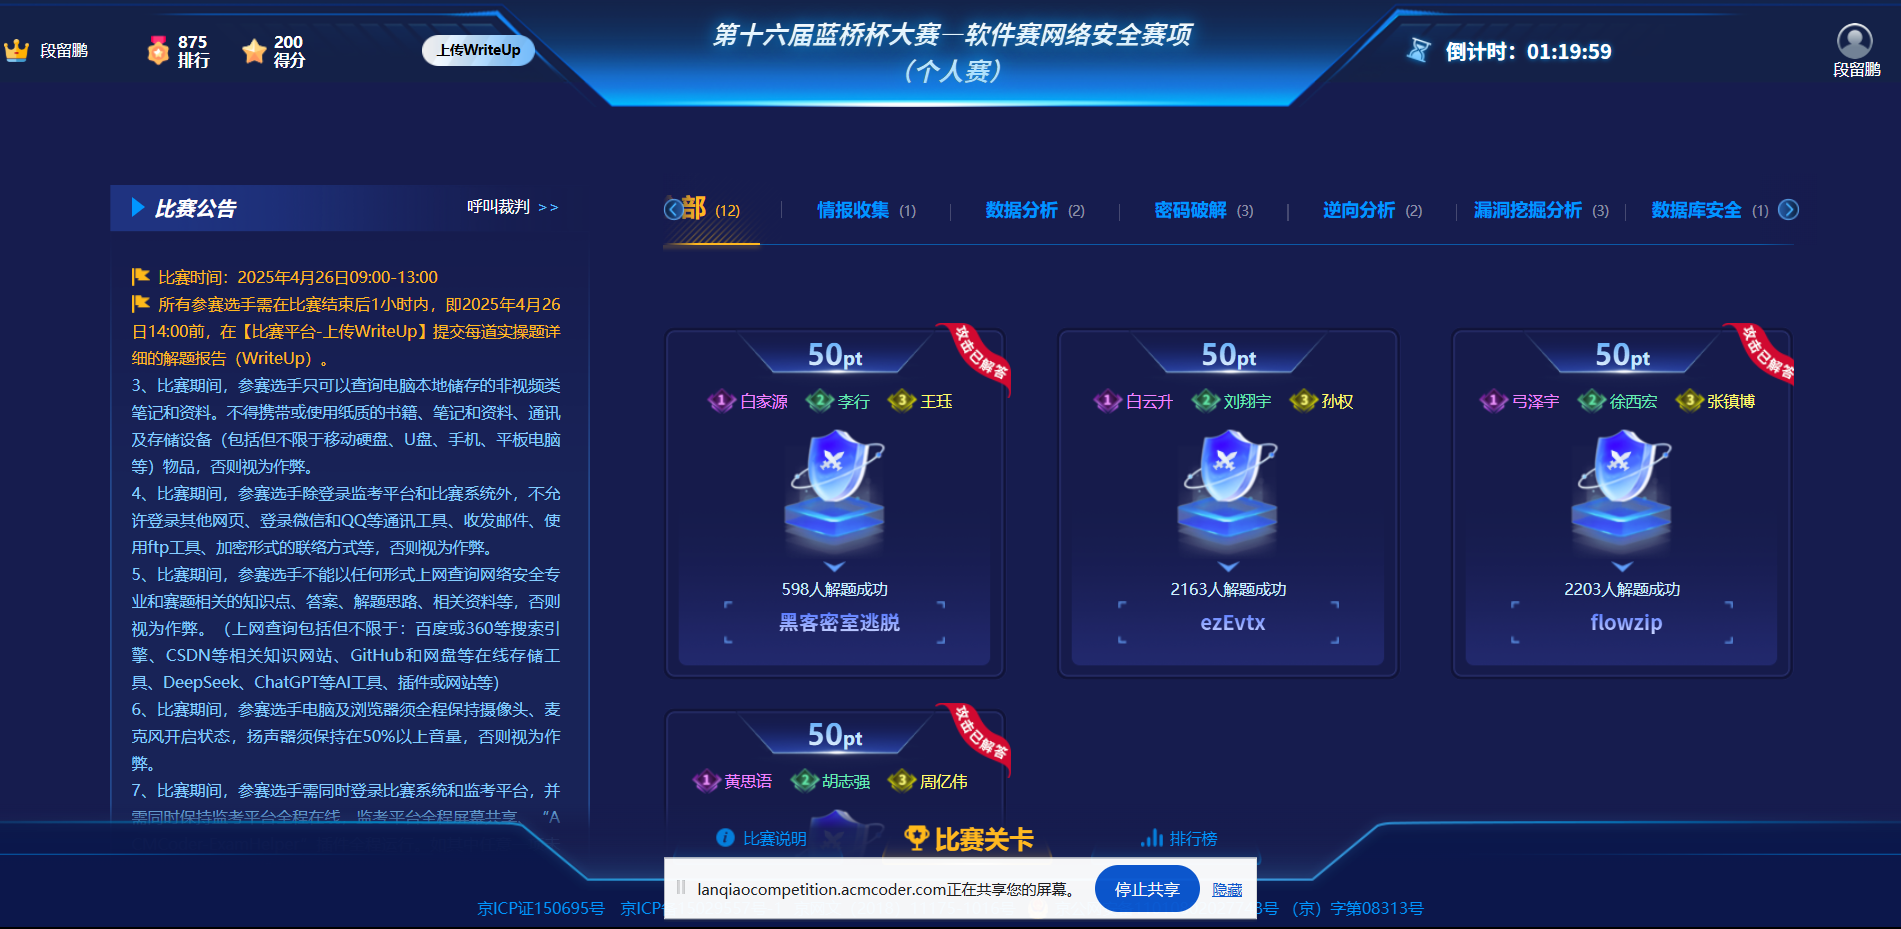 段留鹏
875
排行
200
得分
上传WriteUp
第十六届蓝桥杯大赛—软件赛网络安全赛项
（个人赛）
倒计时：01:19:59
段留鹏
比赛公告
呼叫裁判 >>
比赛时间：2025年4月26日09:00-13:00
所有参赛选手需在比赛结束后1小时内，即2025年4月26
日14:00前，在【比赛平台-上传WriteUp】提交每道实操题详
细的解题报告（WriteUp）。
3、比赛期间，参赛选手只可以查询电脑本地储存的非视频类
笔记和资料。不得携带或使用纸质的书籍、笔记和资料、通讯
及存储设备（包括但不限于移动硬盘、U盘、手机、平板电脑
等）物品，否则视为作弊。
4、比赛期间，参赛选手除登录监考平台和比赛系统外，不允
许登录其他网页、登录微信和QQ等通讯工具、收发邮件、使
用ftp工具、加密形式的联络方式等，否则视为作弊。
5、比赛期间，参赛选手不能以任何形式上网查询网络安全专
业和赛题相关的知识点、答案、解题思路、相关资料等，否则
视为作弊。（上网查询包括但不限于：百度或360等搜索引
擎、CSDN等相关知识网站、GitHub和网盘等在线存储工
具、DeepSeek、ChatGPT等AI工具、插件或网站等）
6、比赛期间，参赛选手电脑及浏览器须全程保持摄像头、麦
克风开启状态，扬声器须保持在50%以上音量，否则视为作
弊。
7、比赛期间，参赛选手需同时登录比赛系统和监考平台，并
需同时保持监考平台全程在线、监考平台全程屏幕共享、“A
部 (12)
情报收集 (1)
数据分析 (2)
密码破解 (3)
逆向分析 (2)
漏洞挖掘分析 (3)
数据库安全 (1)
50pt
攻击已解答
1 白家源 2 李行 3 王珏
598人解题成功
黑客密室逃脱
50pt
1 白云升 2 刘翔宇 3 孙权
2163人解题成功
ezEvtx
50pt
攻击已解答
1 弓泽宇 2 徐西宏 3 张镇博
2203人解题成功
flowzip
50pt
攻击已解答
1 黄思语 2 胡志强 3 周亿伟
比赛说明
比赛关卡
排行榜
lanqiaocompetition.acmcoder.com正在共享您的屏幕。
停止共享
隐藏
京ICP证150695号 京ICP
3号 （京）字第08313号